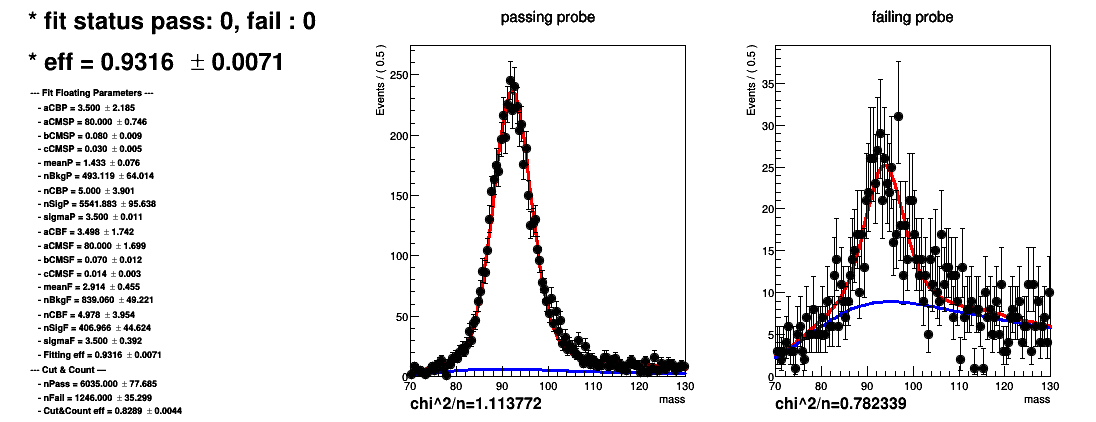 * fit status pass: 0, fail : 0
* eff = 0.9316 ± 0.0071
--- Fit Floating Parameters ---
- aCBP = 3.500 ± 2.185
- aCMSP = 80.000 ± 0.746
- bCMSP = 0.080 ± 0.009
- cCMSP = 0.030 ± 0.005
- meanP = 1.433 ± 0.076
- nBkgP = 493.119 ± 64.014
- nCBP = 5.000 ± 3.901
- nSigP = 5541.883 ± 95.638
- sigmaP = 3.500 ± 0.011
- aCBF = 3.498 ± 1.742
- aCMSF = 80.000 ± 1.699
- bCMSF = 0.070 ± 0.012
- cCMSF = 0.014 ± 0.003
- meanF = 2.914 ± 0.455
- nBkgF = 839.060 ± 49.221
- nCBF = 4.978 ± 3.954
- nSigF = 406.966 ± 44.624
- sigmaF = 3.500 ± 0.392
- Fitting eff = 0.9316 ± 0.0071
--- Cut & Count ---
- nPass = 6035.000 ± 77.685
- nFail = 1246.000 ± 35.299
- Cut&Count eff = 0.8289 ± 0.0044
passing probe
Events / ( 0.5 )
250
200
150
100
50
0
70 80 90 100 110 120 130
mass
chi^2/n=1.113772
failing probe
Events / ( 0.5 )
35
30
25
20
15
10
5
0
70 80 90 100 110 120 130
mass
chi^2/n=0.782339